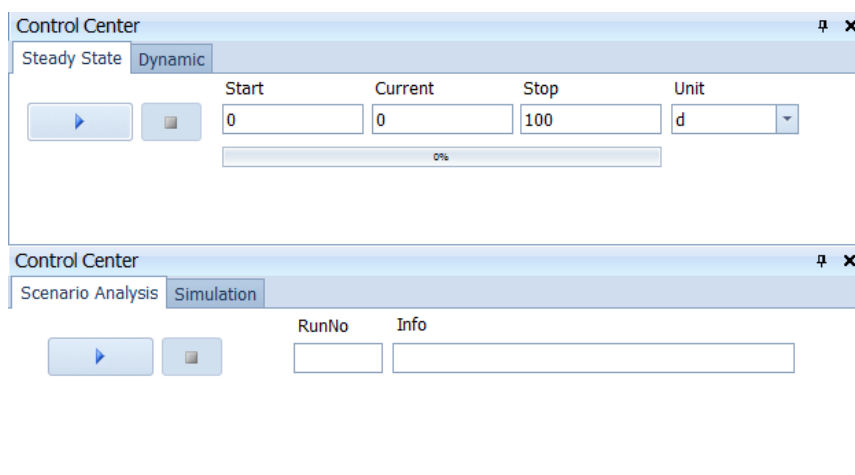 Control Center
Steady State Dynamic
Start Current Stop Unit
0 0 100 d
0%
Control Center
Scenario Analysis Simulation
RunNo Info